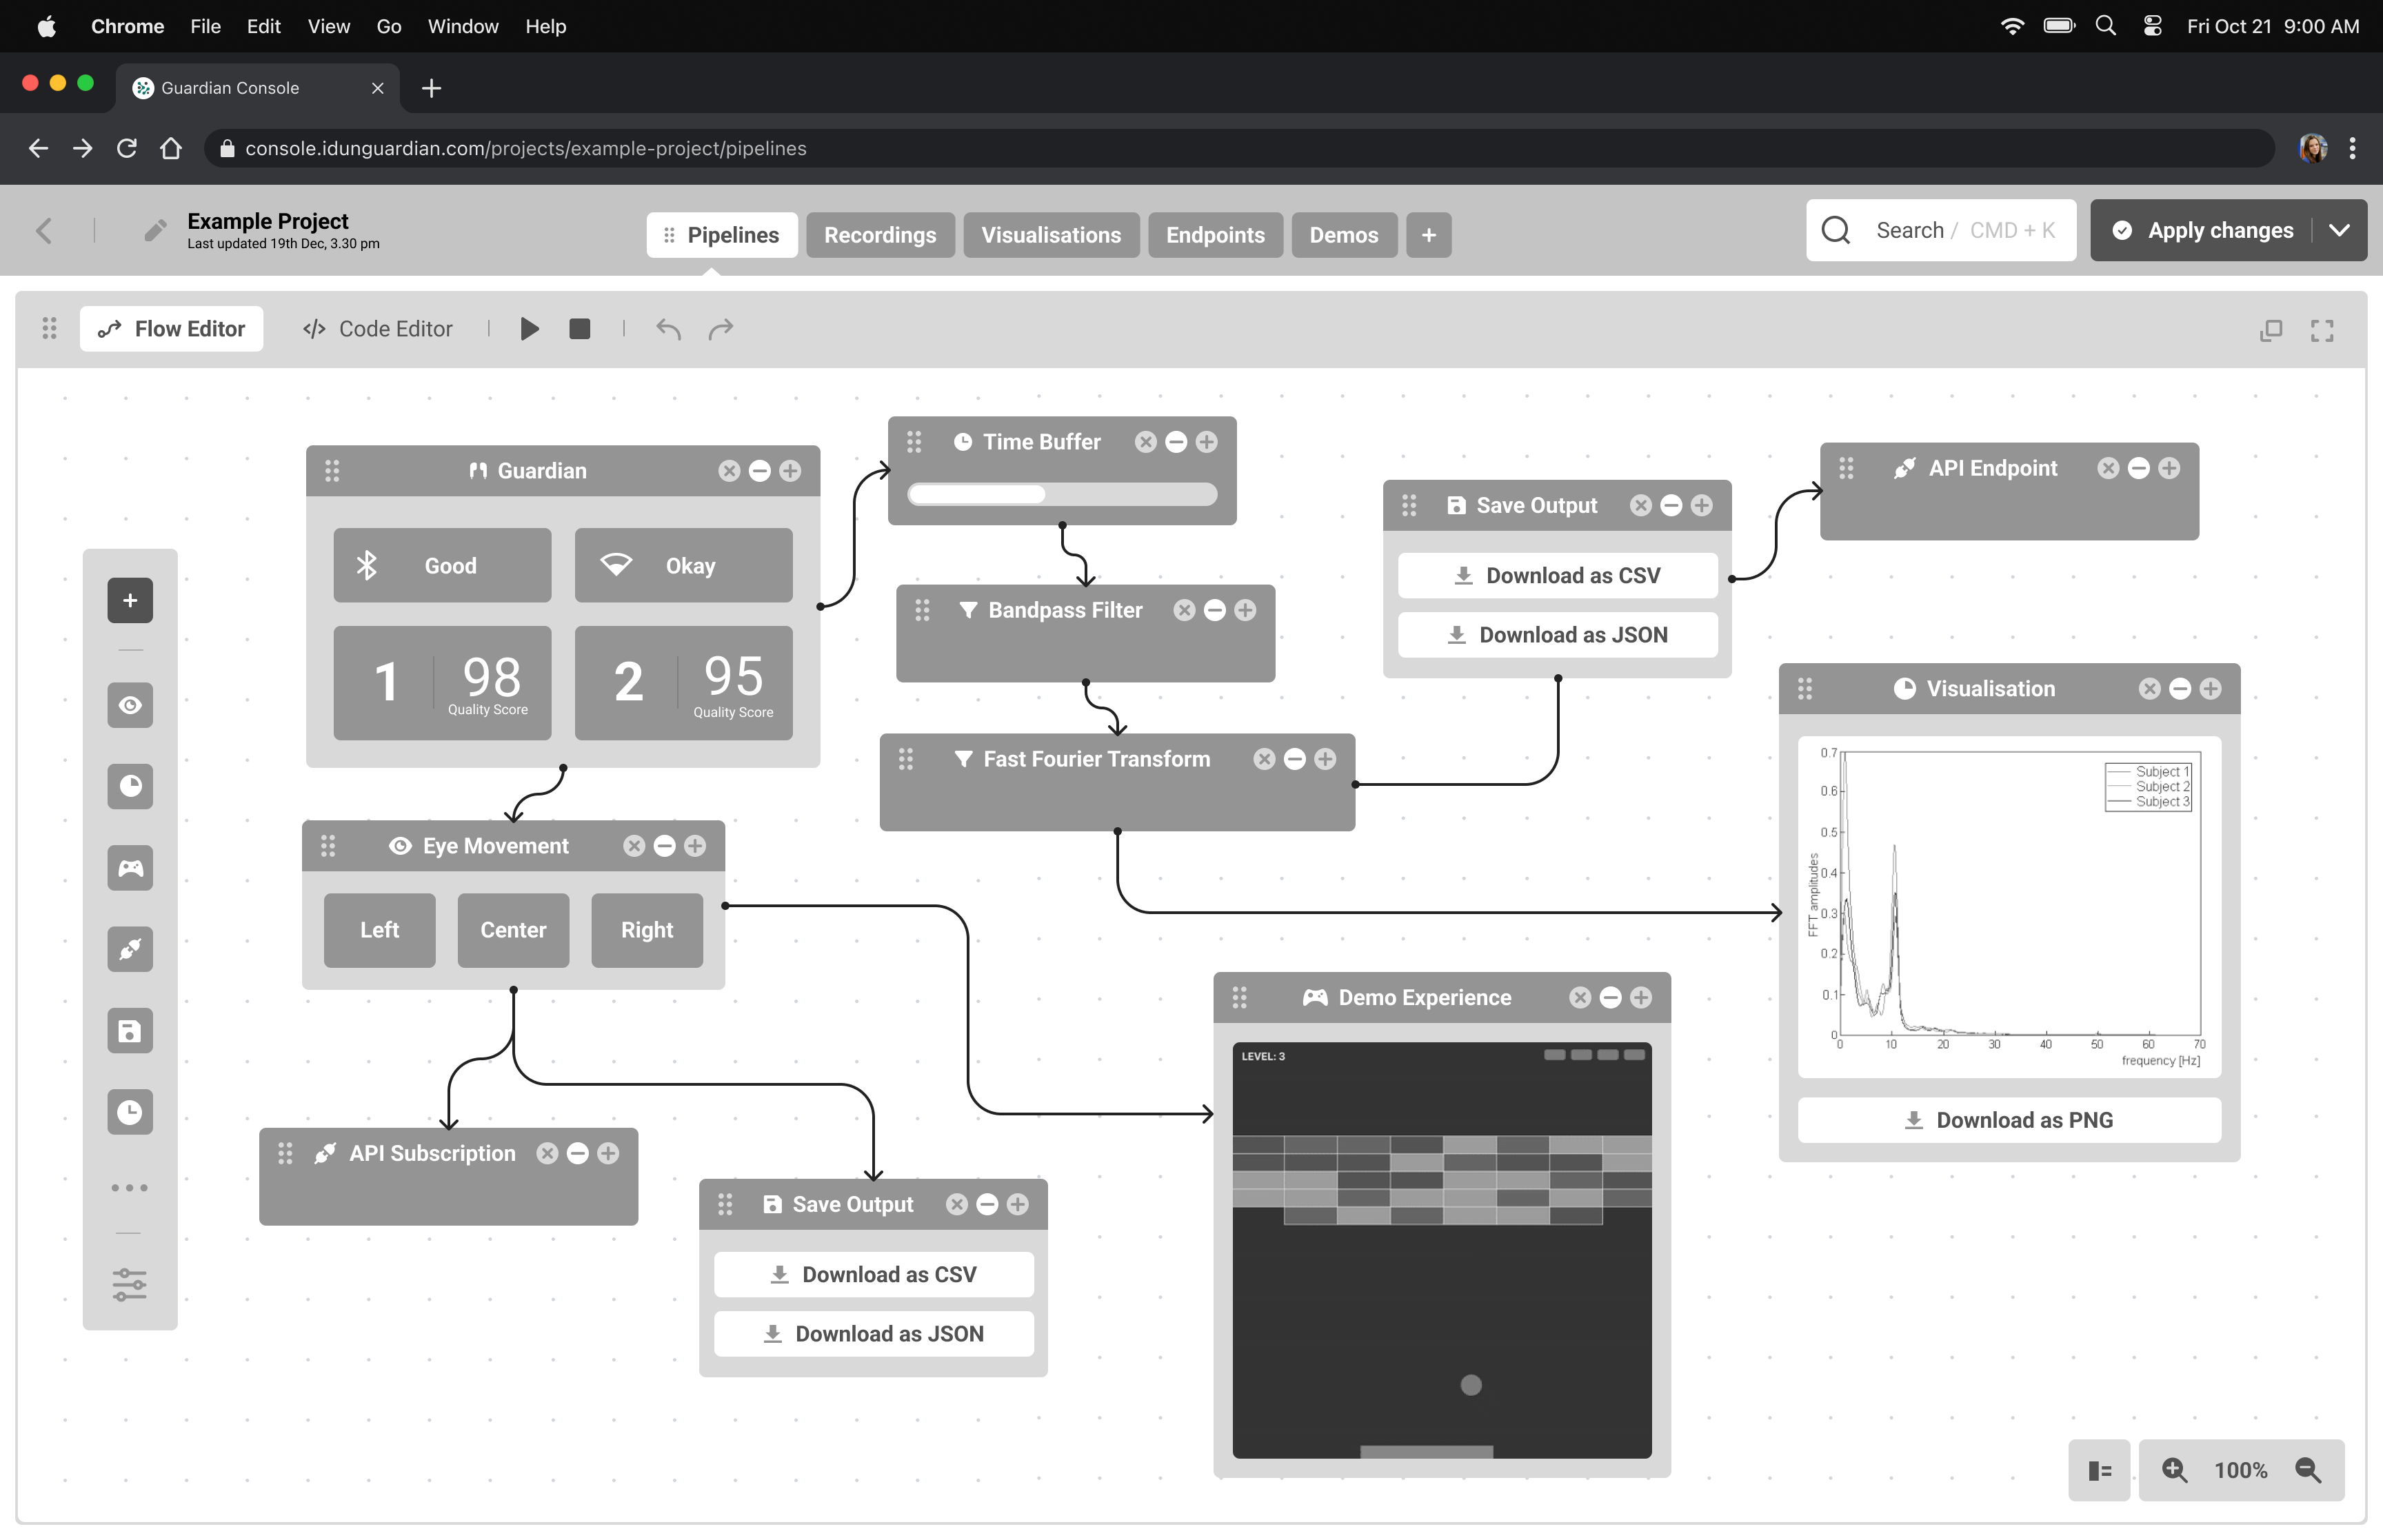 Chrome File Edit View Go Window Help
Fri Oct 21 9:00 AM
Guardian Console
console.idunguardian.com/projects/example-project/pipelines
Example Project
Last updated 19th Dec, 3.30 pm
Pipelines
Recordings
Visualisations
Endpoints
Demos
Search / CMD + K
Apply changes
Flow Editor
Code Editor
Guardian
Good
Okay
1
98
Quality Score
2
95
Quality Score
Time Buffer
Bandpass Filter
Fast Fourier Transform
Save Output
Download as CSV
Download as JSON
API Endpoint
Visualisation
0.7
0.6
0.5
0.4
0.3
0.2
0.1
0
FFT amplitudes
Subject 1
Subject 2
Subject 3
0 10 20 30 40 50 60 70
frequency [Hz]
Download as PNG
Eye Movement
Left
Center
Right
API Subscription
Save Output
Download as CSV
Download as JSON
Demo Experience
LEVEL: 3
100%